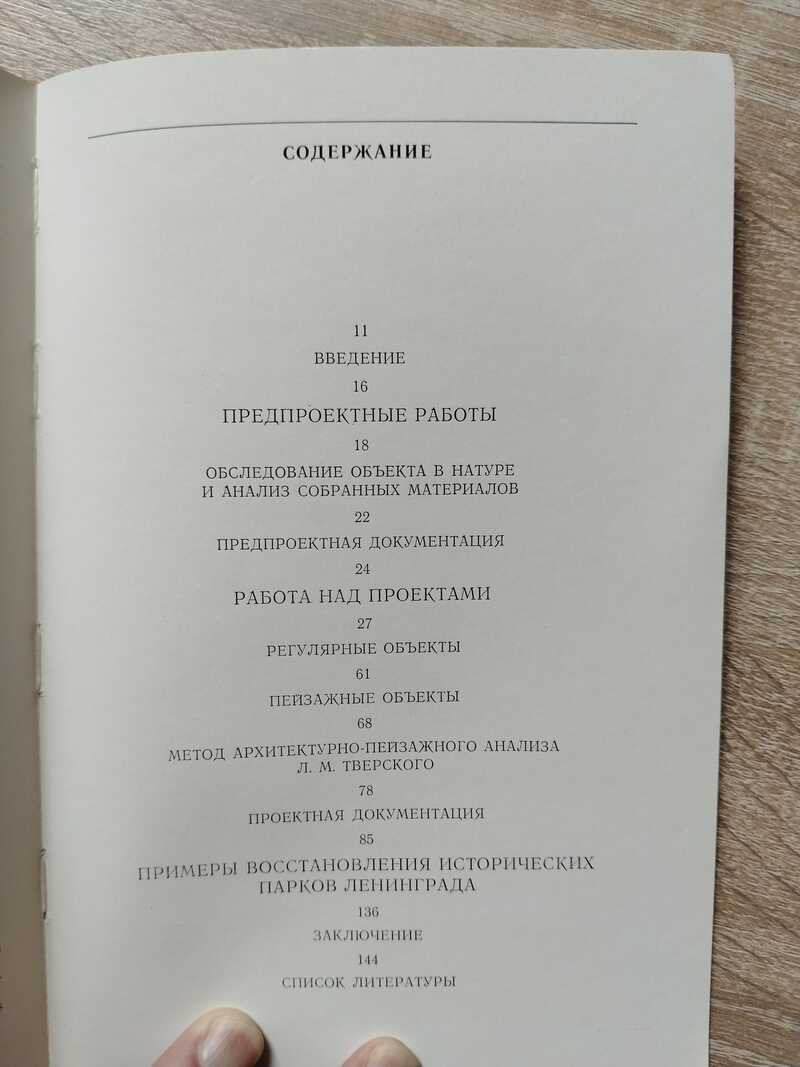 СОДЕРЖАНИЕ
11
ВВЕДЕНИЕ
16
ПРЕДПРОЕКТНЫЕ РАБОТЫ
18
ОБСЛЕДОВАНИЕ ОБЪЕКТА В НАТУРЕ
И АНАЛИЗ СОБРАННЫХ МАТЕРИАЛОВ
22
ПРЕДПРОЕКТНАЯ ДОКУМЕНТАЦИЯ
24
РАБОТА НАД ПРОЕКТАМИ
27
РЕГУЛЯРНЫЕ ОБЪЕКТЫ
61
ПЕЙЗАЖНЫЕ ОБЪЕКТЫ
68
МЕТОД АРХИТЕКТУРНО-ПЕЙЗАЖНОГО АНАЛИЗА
Л. М. ТВЕРСКОГО
78
ПРОЕКТНАЯ ДОКУМЕНТАЦИЯ
85
ПРИМЕРЫ ВОССТАНОВЛЕНИЯ ИСТОРИЧЕСКИХ
ПАРКОВ ЛЕНИНГРАДА
136
ЗАКЛЮЧЕНИЕ
144
СПИСОК ЛИТЕРАТУРЫ